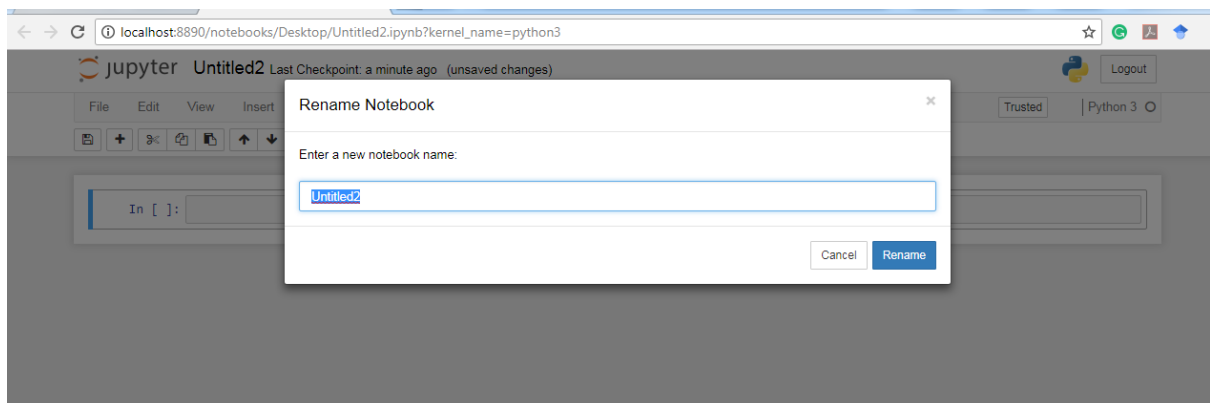 localhost:8890/notebooks/Desktop/Untitled2.ipynb?kernel_name=python3
jupyter Untitled2 Last Checkpoint: a minute ago (unsaved changes)
Logout
File Edit View Insert
Rename Notebook
×
Trusted
Python 3
Enter a new notebook name:
Untitled2
In [ ]:
Cancel Rename